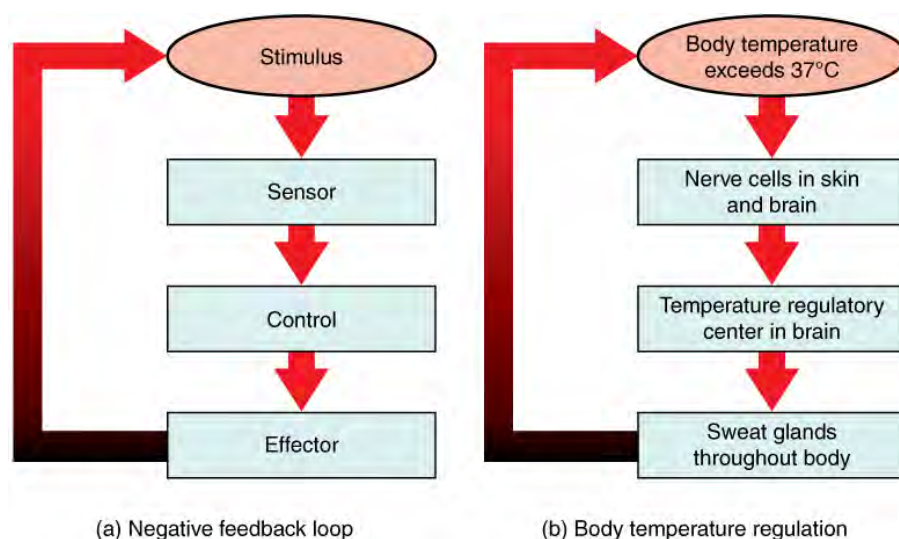 Stimulus
Sensor
Control
Effector
(a) Negative feedback loop
Body temperature
exceeds 37°C
Nerve cells in skin
and brain
Temperature regulatory
center in brain
Sweat glands
throughout body
(b) Body temperature regulation